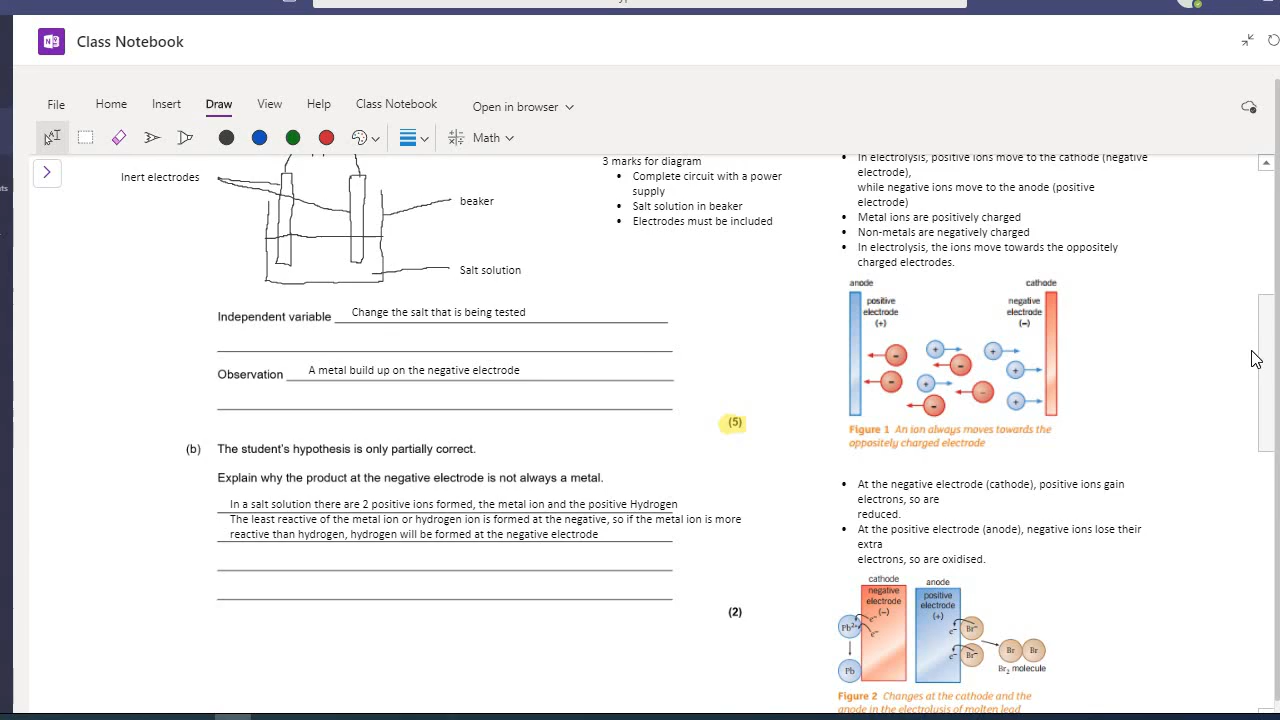 Class Notebook
File Home Insert Draw View Help Class Notebook Open in browser
Math
Inert electrodes
beaker
Salt solution
3 marks for diagram
• Complete circuit with a power
supply
• Salt solution in beaker
• Electrodes must be included
Independent variable Change the salt that is being tested
Observation A metal build up on the negative electrode
(5)
(b) The student's hypothesis is only partially correct.
Explain why the product at the negative electrode is not always a metal.
In a salt solution there are 2 positive ions formed, the metal ion and the positive Hydrogen
The least reactive of the metal ion or hydrogen ion is formed at the negative, so if the metal ion is more
reactive than hydrogen, hydrogen will be formed at the negative electrode
(2)
• In electrolysis, positive ions move to the cathode (negative
electrode),
while negative ions move to the anode (positive
electrode)
• Metal ions are positively charged
• Non-metals are negatively charged
• In electrolysis, the ions move towards the oppositely
charged electrodes.
anode cathode
positive electrode (+)
negative electrode (−)
Figure 1 An ion always moves towards the
oppositely charged electrode
• At the negative electrode (cathode), positive ions gain
electrons, so are
reduced.
• At the positive electrode (anode), negative ions lose their
extra
electrons, so are oxidised.
cathode anode
negative electrode (−)
positive electrode (+)
Pb²⁺ e⁻ e⁻ e⁻ Br⁻
e⁻ Br⁻ Br Br
Pb Br₂ molecule
Figure 2 Changes at the cathode and the
anode in the electrolysis of molten lead